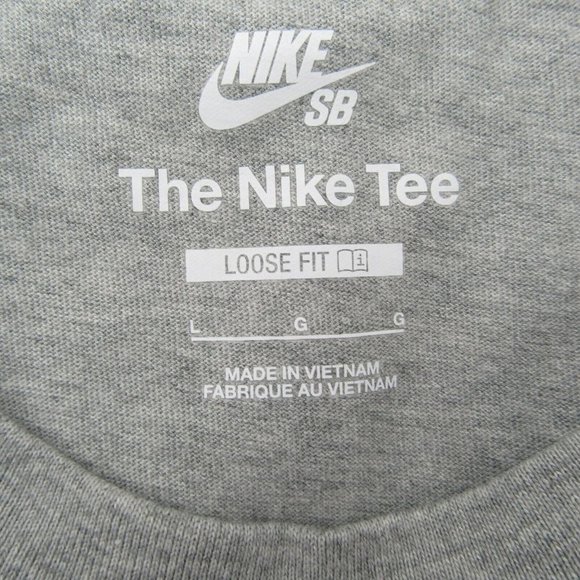 NIKE
SB
The Nike Tee
LOOSE FIT i
L G G
MADE IN VIETNAM
FABRIQUE AU VIETNAM